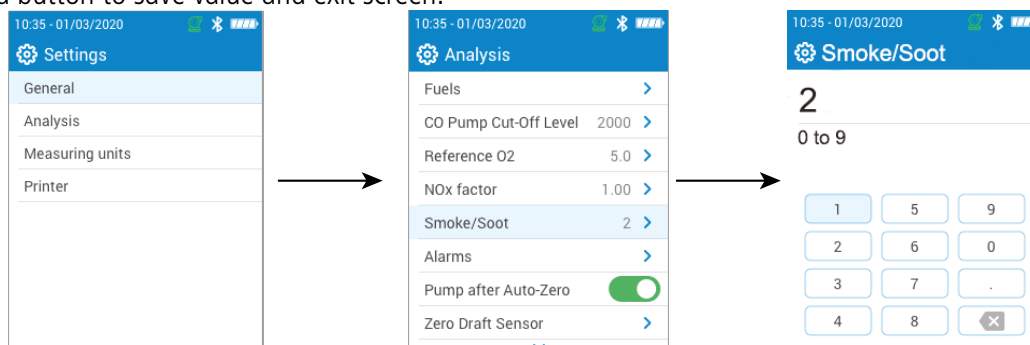 button to save value and exit screen.
10:35 - 01/03/2020
Settings
General
Analysis
Measuring units
Printer
10:35 - 01/03/2020
Analysis
Fuels
CO Pump Cut-Off Level 2000
Reference O2 5.0
NOx factor 1.00
Smoke/Soot 2
Alarms
Pump after Auto-Zero
Zero Draft Sensor
10:35 - 01/03/2020
Smoke/Soot
2
0 to 9
1 5 9
2 6 0
3 7 .
4 8